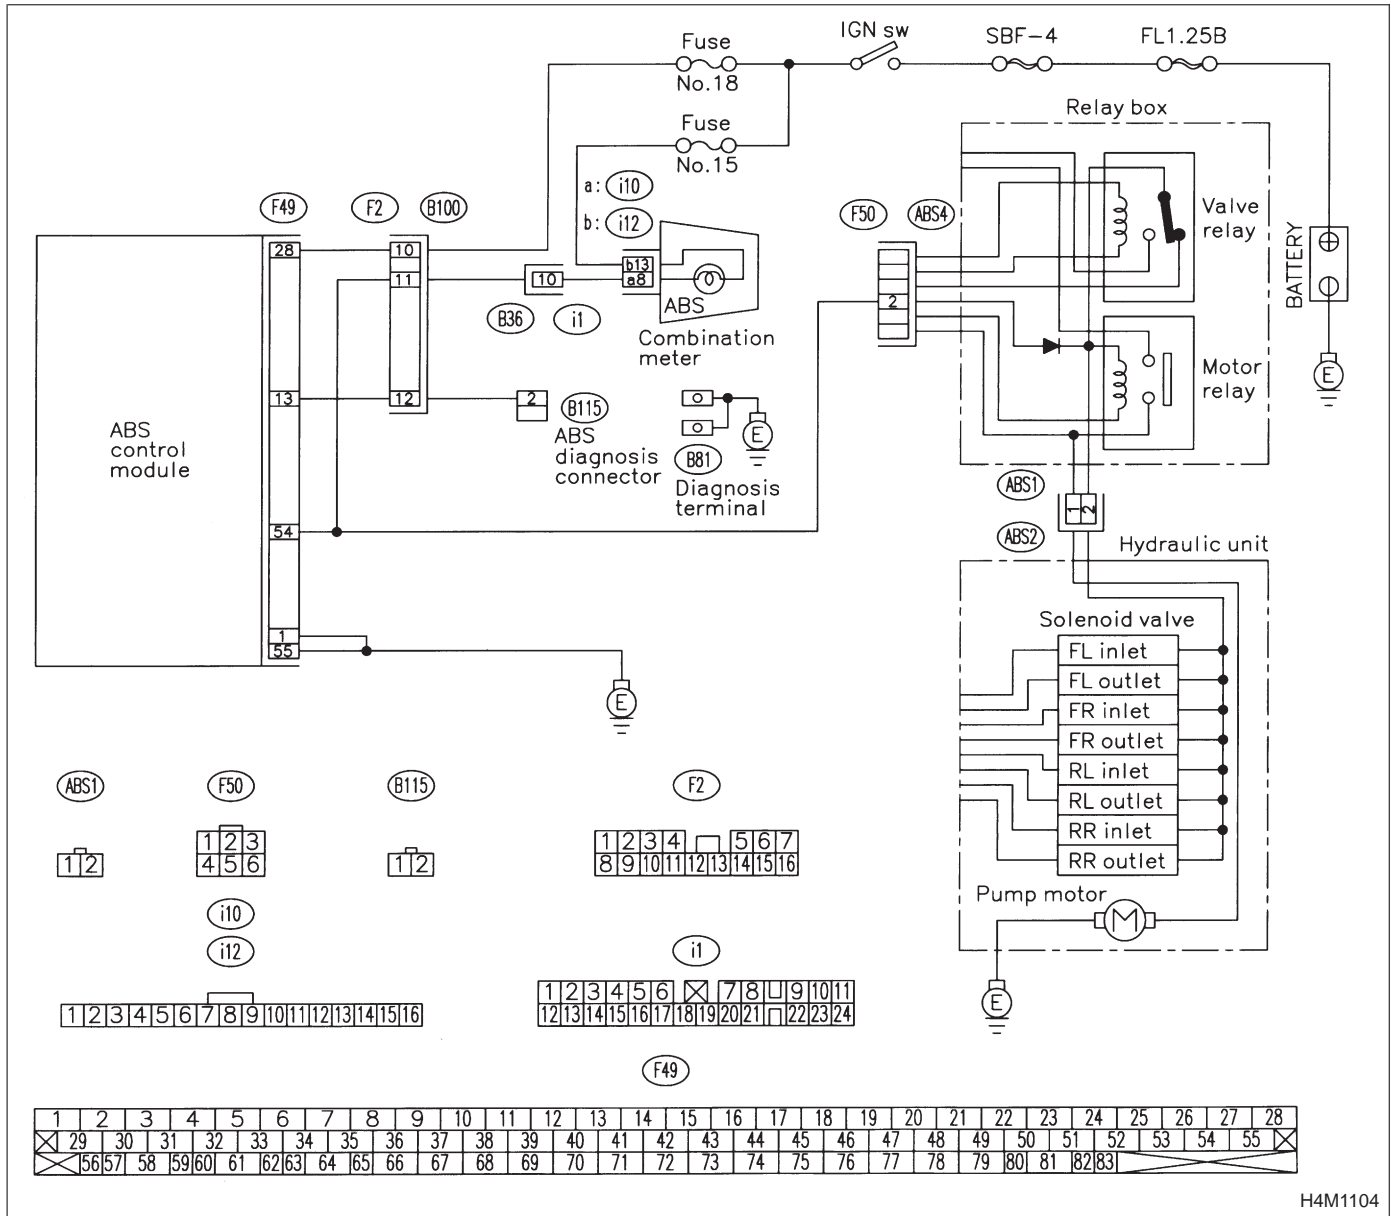 IGN sw
SBF-4
FL1.25B
Fuse
No.18
Fuse
No.15
Relay box
a: i10
b: i12
F49
F2
B100
F50
ABS4
Valve
relay
BATTERY
28
10
b13
11
10
a8
ABS
B36
i1
Combination
meter
2
Motor
relay
E
13
12
2
B115
ABS
diagnosis
connector
B81
Diagnosis
terminal
E
ABS
control
module
ABS1
1 2
ABS2
54
Hydraulic unit
1
55
E
Solenoid valve
FL inlet
FL outlet
FR inlet
FR outlet
RL inlet
RL outlet
RR inlet
RR outlet
Pump motor
M
E
ABS1
F50
B115
F2
1 2
1 2 3
4 5 6
1 2
1 2 3 4 5 6 7
8 9 10 11 12 13 14 15 16
i10
i12
i1
1 2 3 4 5 6 7 8 9 10 11 12 13 14 15 16
1 2 3 4 5 6 7 8 9 10 11
12 13 14 15 16 17 18 19 20 21 22 23 24
F49
1 2 3 4 5 6 7 8 9 10 11 12 13 14 15 16 17 18 19 20 21 22 23 24 25 26 27 28
29 30 31 32 33 34 35 36 37 38 39 40 41 42 43 44 45 46 47 48 49 50 51 52 53 54 55
56 57 58 59 60 61 62 63 64 65 66 67 68 69 70 71 72 73 74 75 76 77 78 79 80 81 82 83
H4M1104